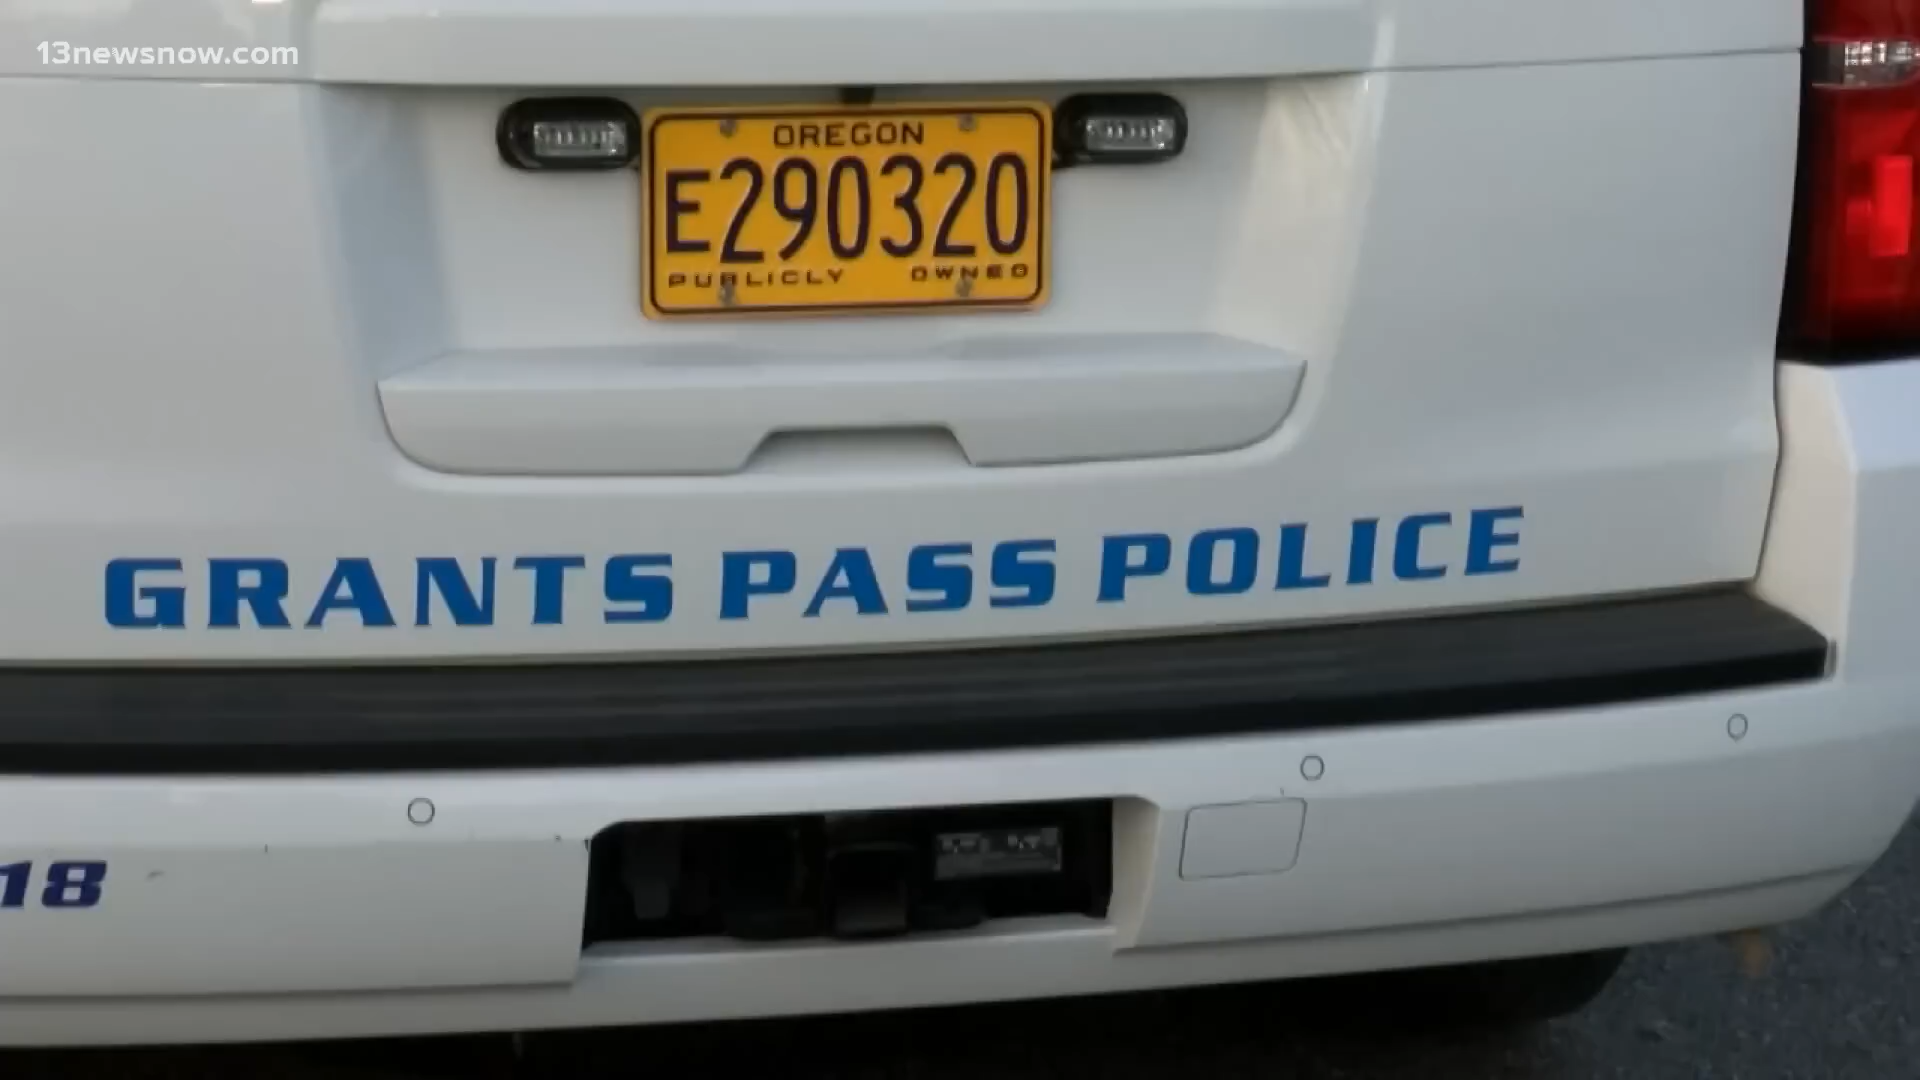 13newsnow.com
OREGON
E290320
PUBLICLY OWNED
GRANTS PASS POLICE
18